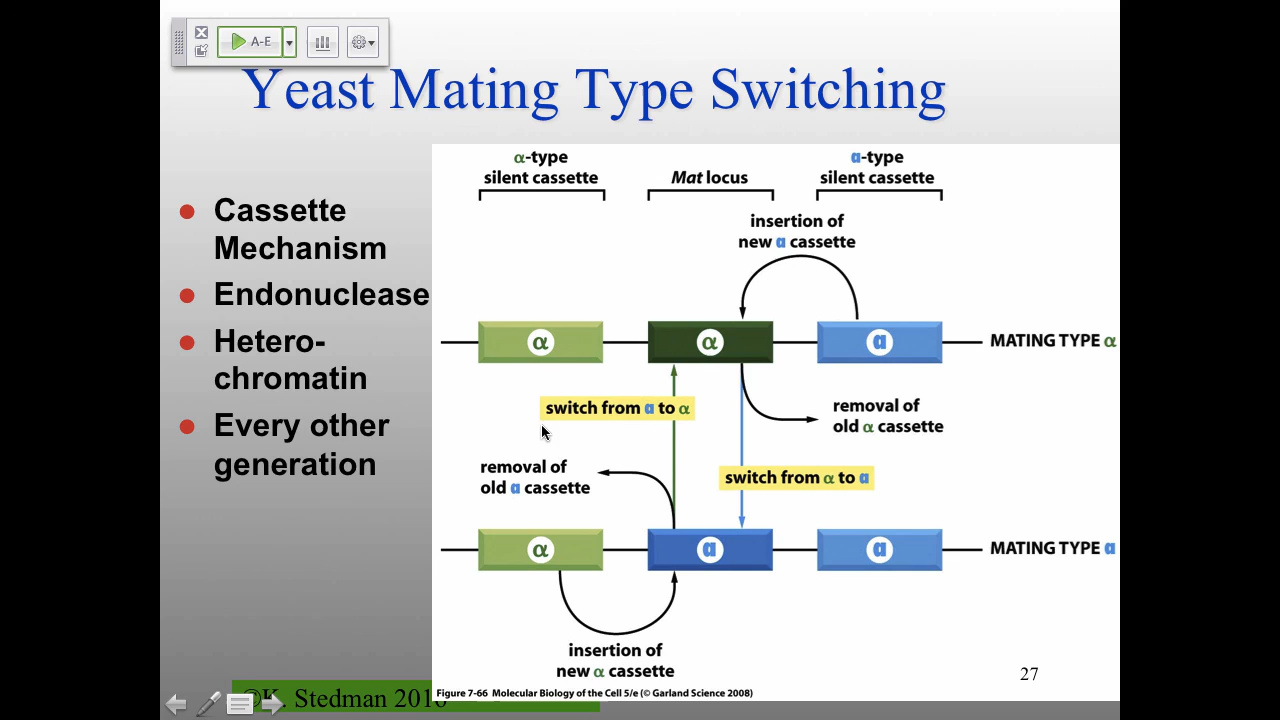 A-E
Yeast Mating Type Switching
Cassette
Mechanism
Endonuclease
Hetero-
chromatin
Every other
generation
α-type
silent cassette
Mat locus
a-type
silent cassette
insertion of
new a cassette
α
α
a
MATING TYPE α
switch from a to α
removal of
old α cassette
removal of
old a cassette
switch from α to a
α
a
a
MATING TYPE a
insertion of
new α cassette
27
Figure 7-66 Molecular Biology of the Cell 5/e (© Garland Science 2008)
©K. Stedman 2016